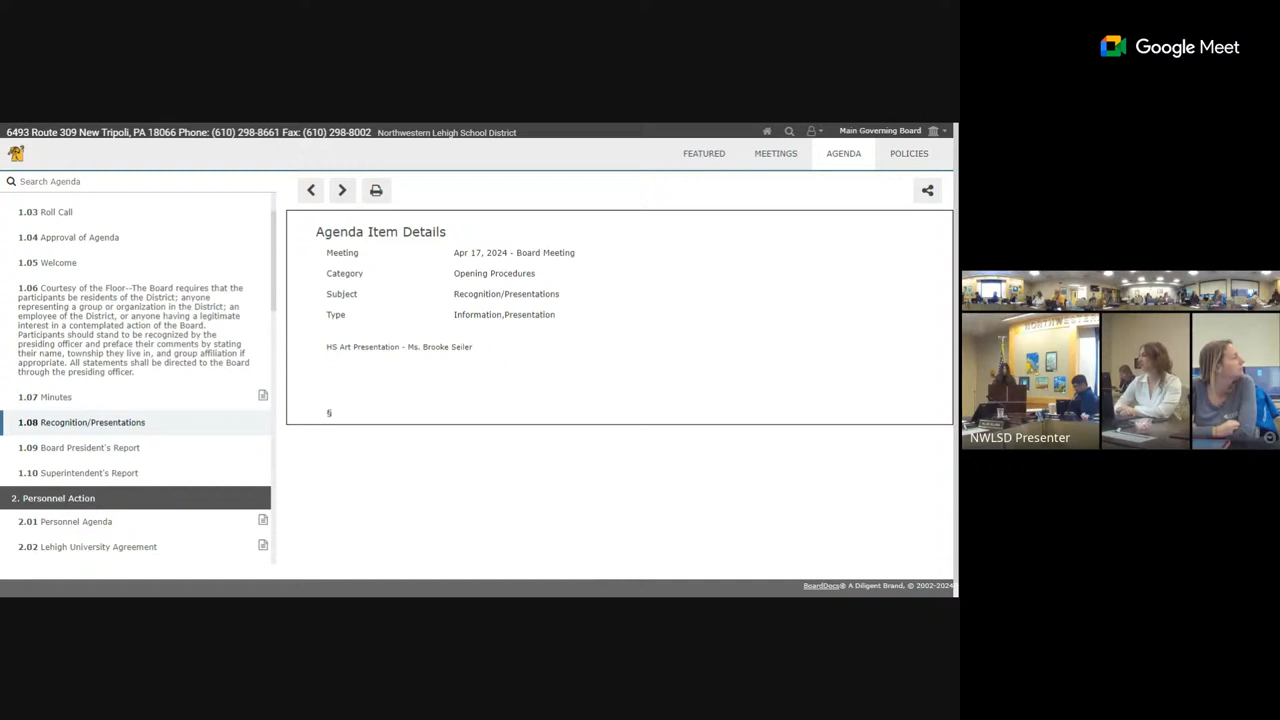 Google Meet
6493 Route 309 New Tripoli, PA 18066 Phone: (610) 298-8661 Fax: (610) 298-8002 Northwestern Lehigh School District
Main Governing Board
FEATURED MEETINGS AGENDA POLICIES
Search Agenda
1.03 Roll Call
1.04 Approval of Agenda
1.05 Welcome
1.06 Courtesy of the Floor--The Board requires that the
participants be residents of the District; anyone
representing a group or organization in the District; an
employee of the District, or anyone having a legitimate
interest in a contemplated action of the Board.
Participants should stand to be recognized by the
presiding officer and preface their comments by stating
their name, township they live in, and group affiliation if
appropriate. All statements shall be directed to the Board
through the presiding officer.
1.07 Minutes
1.08 Recognition/Presentations
1.09 Board President's Report
1.10 Superintendent's Report
2. Personnel Action
2.01 Personnel Agenda
2.02 Lehigh University Agreement
Agenda Item Details
Meeting Apr 17, 2024 - Board Meeting
Category Opening Procedures
Subject Recognition/Presentations
Type Information,Presentation
HS Art Presentation - Ms. Brooke Seiler
§
BoardDocs® A Diligent Brand, © 2002-2024
NWLSD Presenter